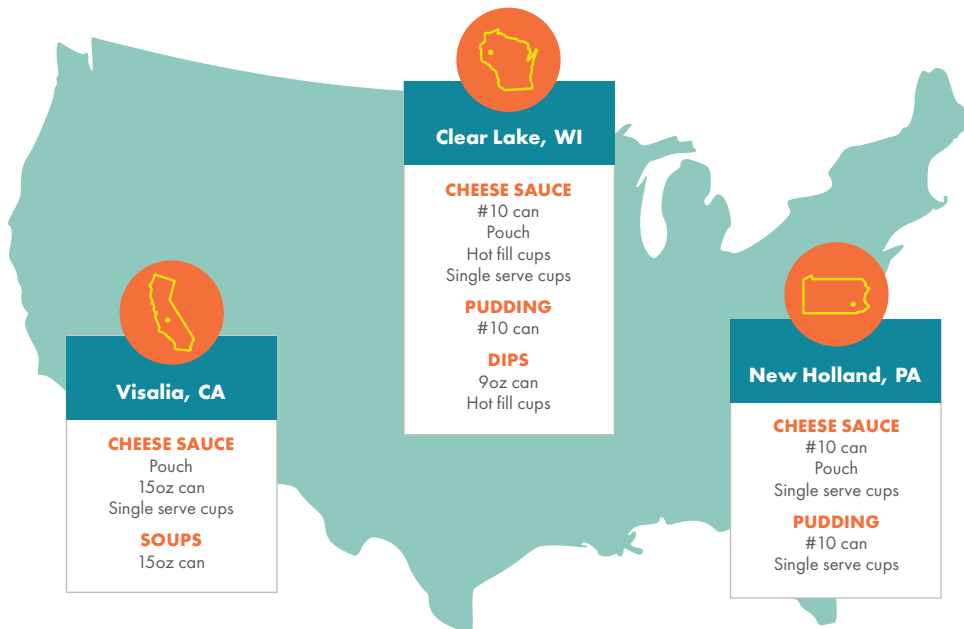 Clear Lake, WI
CHEESE SAUCE
#10 can
Pouch
Hot fill cups
Single serve cups
PUDDING
#10 can
DIPS
9oz can
Hot fill cups
Visalia, CA
CHEESE SAUCE
Pouch
15oz can
Single serve cups
SOUPS
15oz can
New Holland, PA
CHEESE SAUCE
#10 can
Pouch
Single serve cups
PUDDING
#10 can
Single serve cups